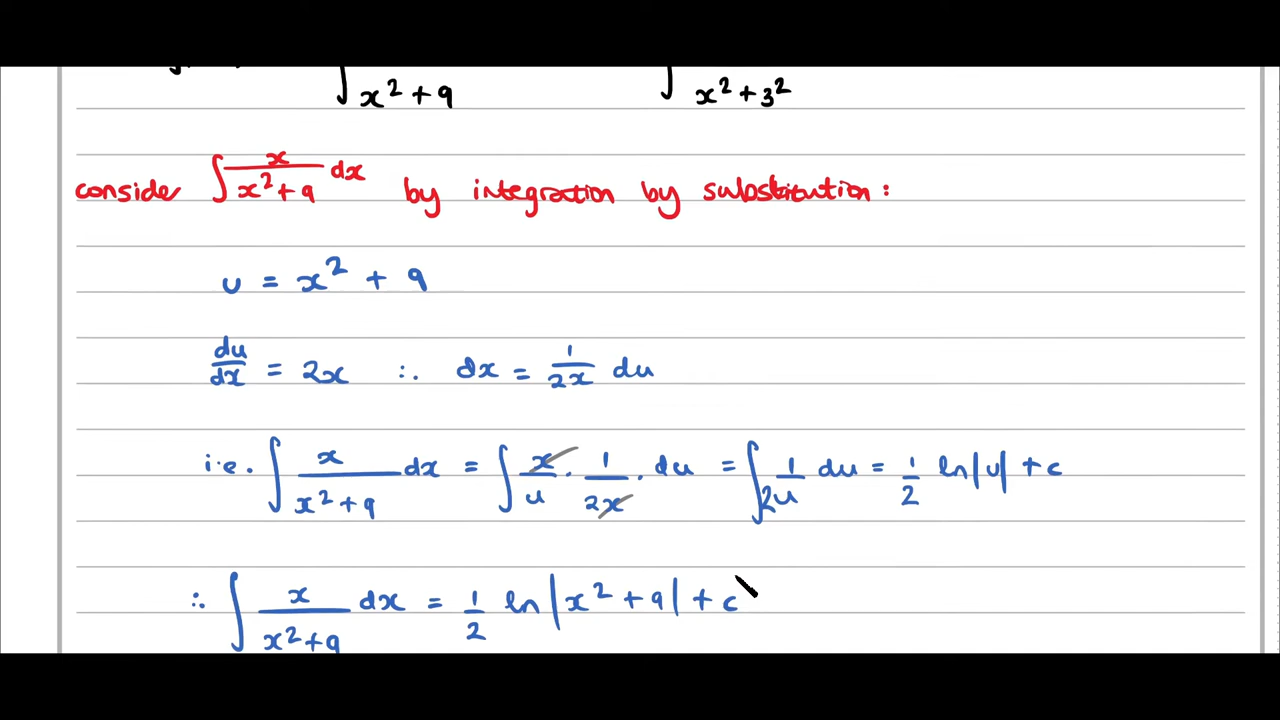 ∫ x² + 9 ∫ x² + 3²
consider ∫ x/(x² + 9) dx by integration by substitution :
u = x² + 9
du/dx = 2x ∴ dx = 1/2x du
i.e. ∫ x/(x² + 9) dx = ∫ x/u · 1/2x · du = ∫ 1/2u du = 1/2 ln|u| + c
∴ ∫ x/(x² + 9) dx = 1/2 ln|x² + 9| + c